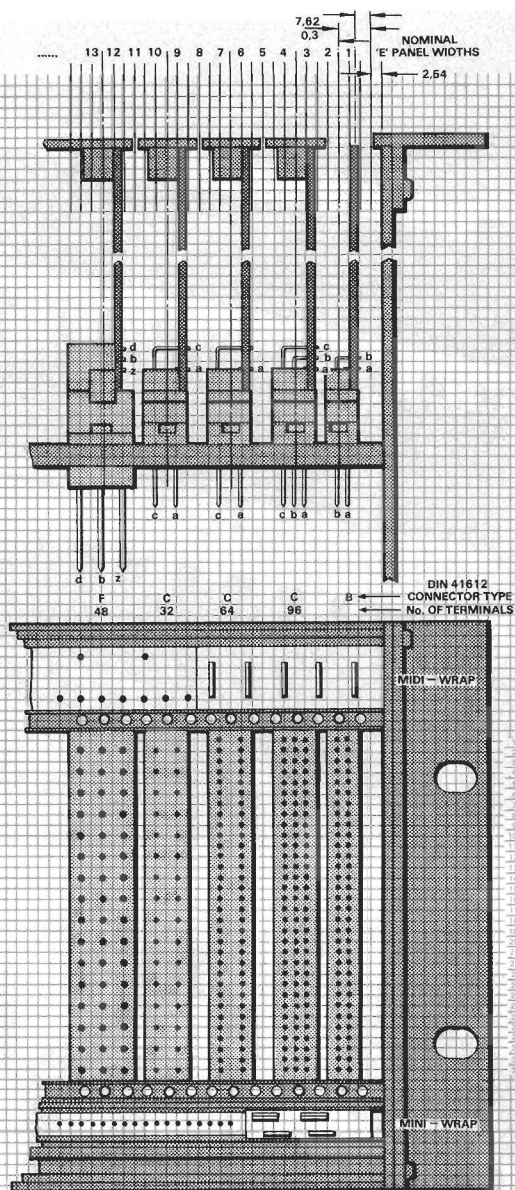 7,62
0,3
NOMINAL
'E' PANEL WIDTHS
...... 13 12 11 10 9 8 7 6 5 4 3 2 1
2,54
d
b
z
c
a
c
a
c
b
a
b
a
c a c a c b a b a
d b z
DIN 41612
F C C C B CONNECTOR TYPE
48 32 64 96 No. OF TERMINALS
MIDI – WRAP
MINI – WRAP